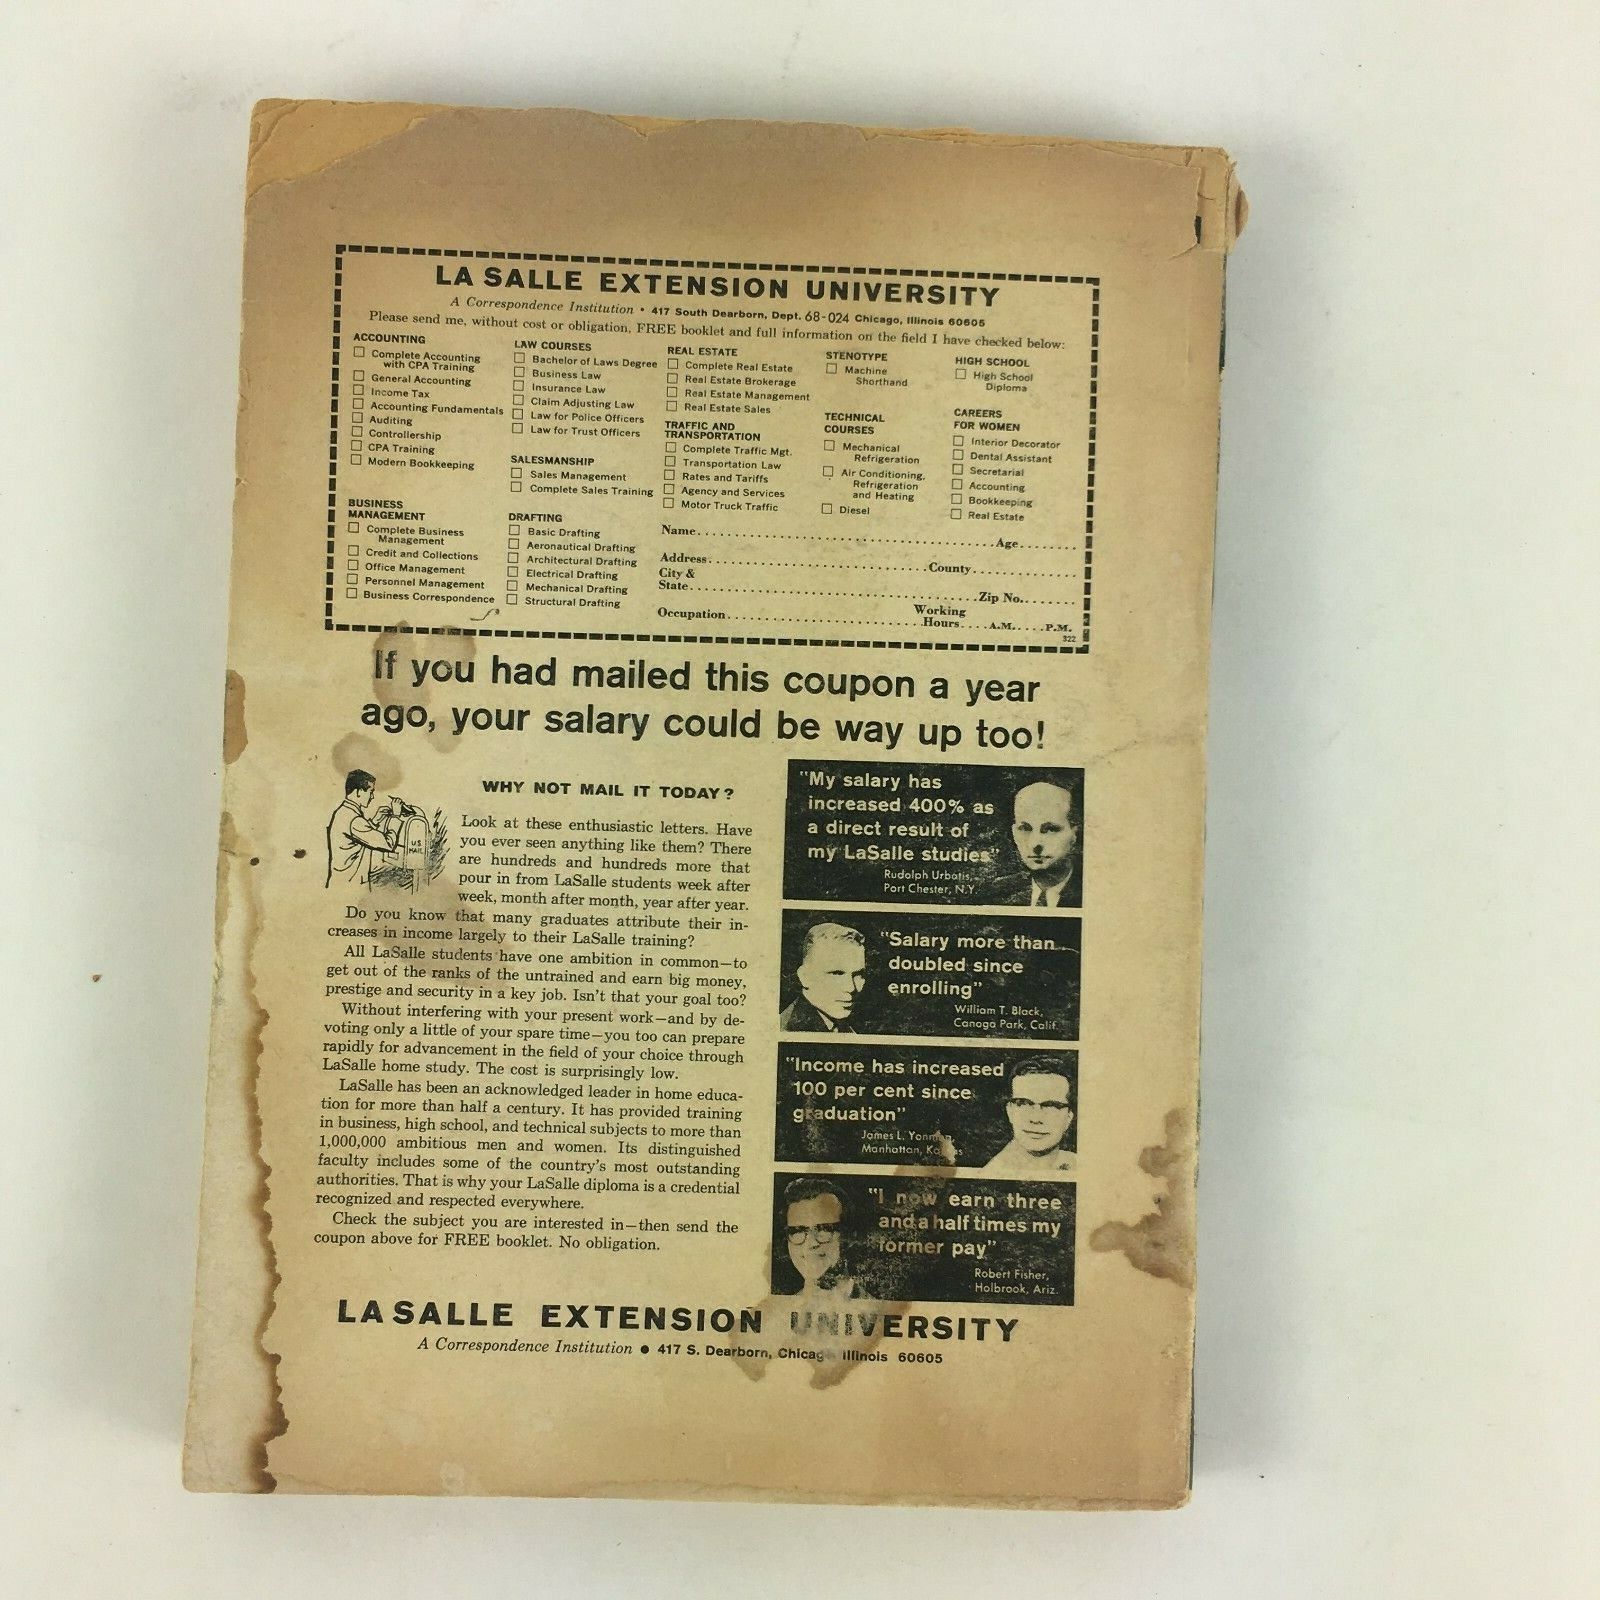 LA SALLE EXTENSION UNIVERSITY
A Correspondence Institution • 417 South Dearborn, Dept. 68-024 Chicago, Illinois 60605
Please send me, without cost or obligation, FREE booklet and full information on the field I have checked below:
ACCOUNTING
Complete Accounting
with CPA Training
General Accounting
Income Tax
Accounting Fundamentals
Auditing
Controllership
CPA Training
Modern Bookkeeping
BUSINESS
MANAGEMENT
Complete Business
Management
Credit and Collections
Office Management
Personnel Management
Business Correspondence
LAW COURSES
Bachelor of Laws Degree
Business Law
Insurance Law
Claim Adjusting Law
Law for Police Officers
Law for Trust Officers
SALESMANSHIP
Sales Management
Complete Sales Training
DRAFTING
Basic Drafting
Aeronautical Drafting
Architectural Drafting
Electrical Drafting
Mechanical Drafting
Structural Drafting
REAL ESTATE
Complete Real Estate
Real Estate Brokerage
Real Estate Management
Real Estate Sales
TRAFFIC AND
TRANSPORTATION
Complete Traffic Mgt.
Transportation Law
Rates and Tariffs
Agency and Services
Motor Truck Traffic
STENOTYPE
Machine
Shorthand
TECHNICAL
COURSES
Mechanical
Refrigeration
Air Conditioning,
Refrigeration
and Heating
Diesel
HIGH SCHOOL
High School
Diploma
CAREERS
FOR WOMEN
Interior Decorator
Dental Assistant
Secretarial
Accounting
Bookkeeping
Real Estate
Name.....Age.....
Address.....County.....
City &
State.....Zip No......
Occupation.....Working
Hours.....A.M.....P.M.
322
If you had mailed this coupon a year
ago, your salary could be way up too!
U.S.
MAIL
WHY NOT MAIL IT TODAY?
Look at these enthusiastic letters. Have
you ever seen anything like them? There
are hundreds and hundreds more that
pour in from LaSalle students week after
week, month after month, year after year.
Do you know that many graduates attribute their in-
creases in income largely to their LaSalle training?
All LaSalle students have one ambition in common—to
get out of the ranks of the untrained and earn big money,
prestige and security in a key job. Isn't that your goal too?
Without interfering with your present work—and by de-
voting only a little of your spare time—you too can prepare
rapidly for advancement in the field of your choice through
LaSalle home study. The cost is surprisingly low.
LaSalle has been an acknowledged leader in home educa-
tion for more than half a century. It has provided training
in business, high school, and technical subjects to more than
1,000,000 ambitious men and women. Its distinguished
faculty includes some of the country's most outstanding
authorities. That is why your LaSalle diploma is a credential
recognized and respected everywhere.
Check the subject you are interested in—then send the
coupon above for FREE booklet. No obligation.
"My salary has
increased 400% as
a direct result of
my LaSalle studies"
Rudolph Urbatis,
Port Chester, N.Y.
"Salary more than
doubled since
enrolling"
William T. Black,
Canoga Park, Calif.
"Income has increased
100 per cent since
graduation"
James L.
Manhattan, Kansas
"I now earn three
and a half times my
former pay"
Robert Fisher,
Holbrook, Ariz.
LA SALLE EXTENSION UNIVERSITY
A Correspondence Institution • 417 S. Dearborn, Chicago, Illinois 60605